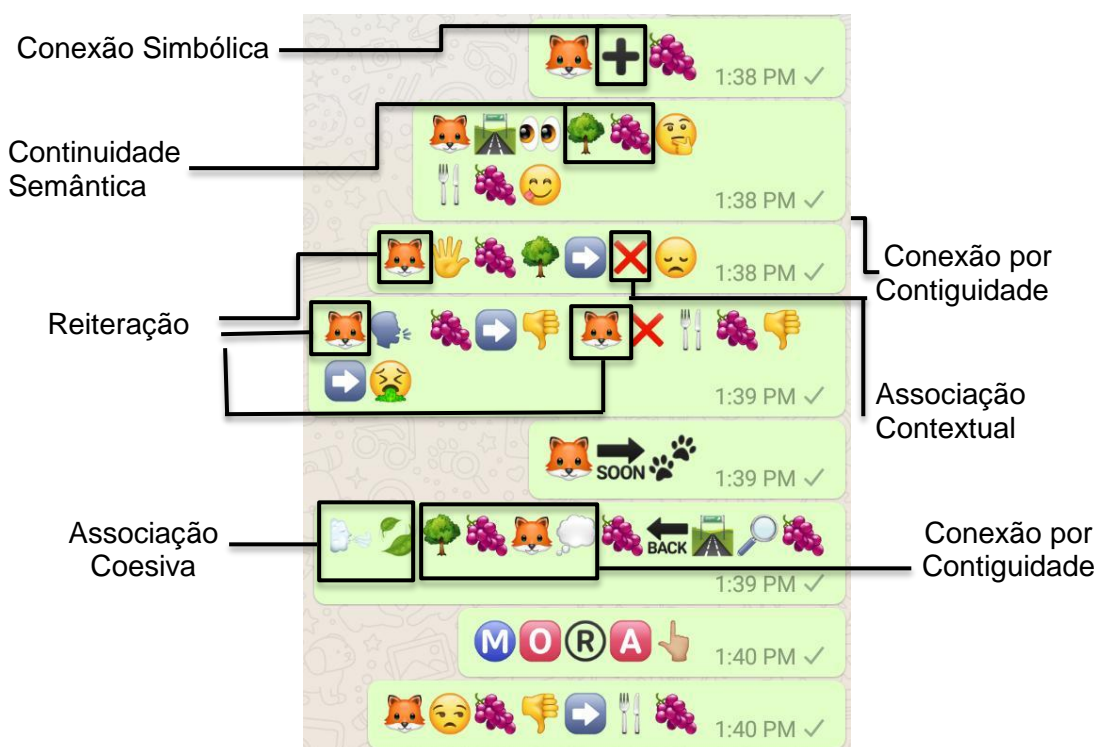 Conexão Simbólica
1:38 PM
Continuidade
Semântica
1:38 PM
1:38 PM
Conexão por
Contiguidade
Reiteração
1:39 PM
Associação
Contextual
SOON
1:39 PM
Associação
Coesiva
BACK
1:39 PM
Conexão por
Contiguidade
MORA
1:40 PM
1:40 PM